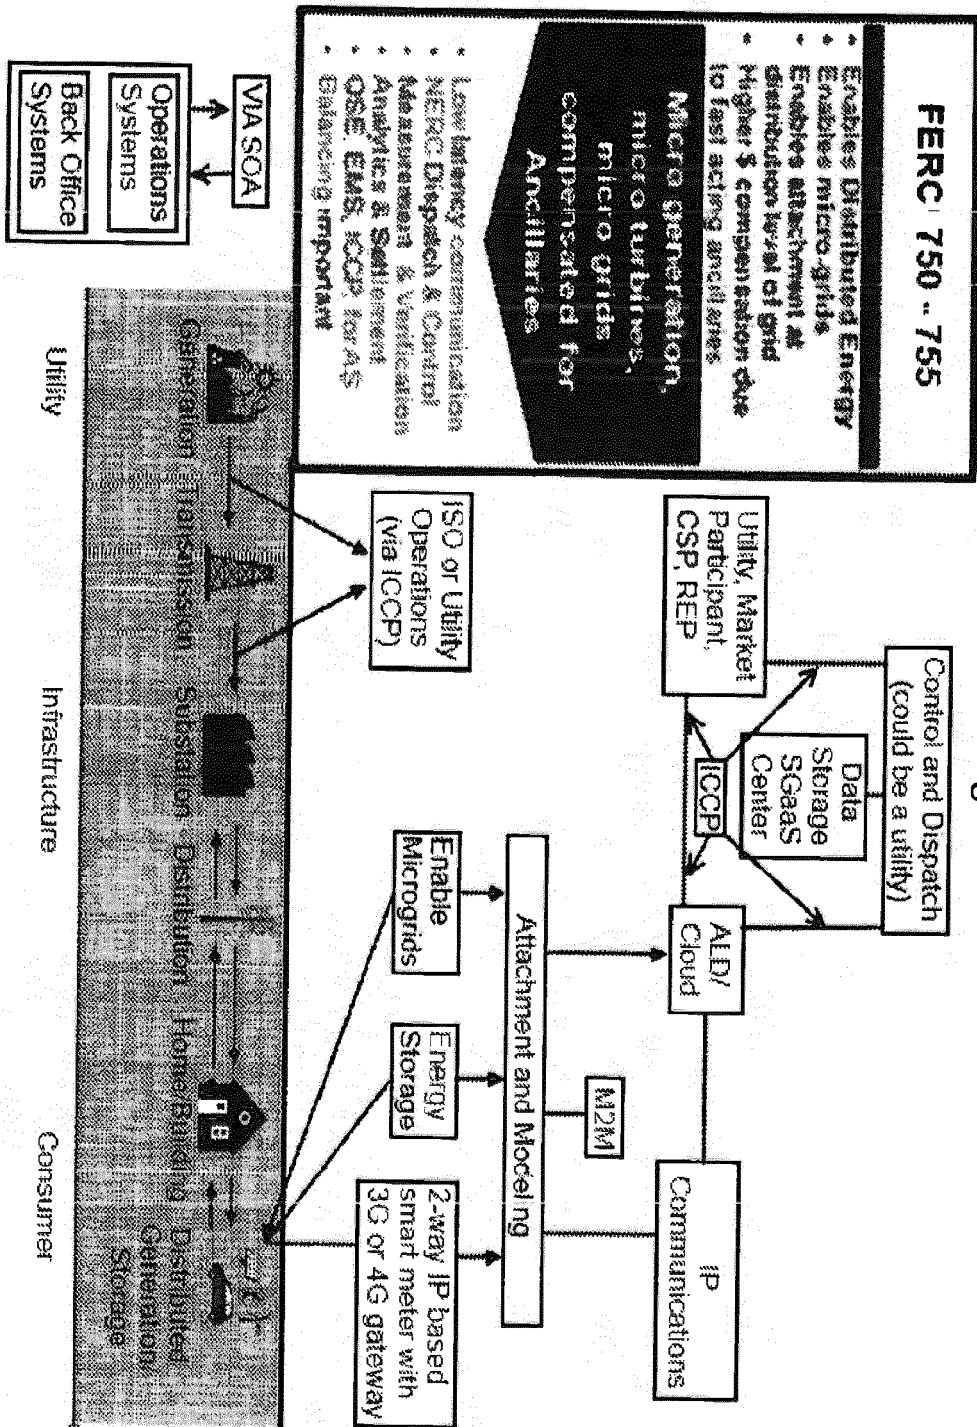 FERC 750 - 755
• Enables Distributed Energy
• Enables micro grids
• Enables attachment at
distribution level of grid
• Higher $ compensation due
to fast acting ancillaries
Micro generation,
micro turbines,
micro grids
compensated for
Ancillaries
• Low latency communication
• NERC Dispatch & Control
• Measurement & Verification
Analytics & Settlement
• QSE, EMS, ICCP, for AS
• Balancing important
VIA SOA
Operations
Systems
Back Office
Systems
Control and Dispatch
(could be a utility)
Data
Storage
SGaaS
Center
ICCP
Utility, Market
Participant,
CSP, REP
ALD/
Cloud
IP
Communications
M2M
Attachment and Modeling
ISO or Utility
Operations
(via ICCP)
Enable
Microgrids
Energy
Storage
2-way IP based
smart meter with
3G or 4G gateway
Generation
Transmission
Substation
Distribution
Home/Building
Distributed
Generation/
Storage
Utility
Infrastructure
Consumer